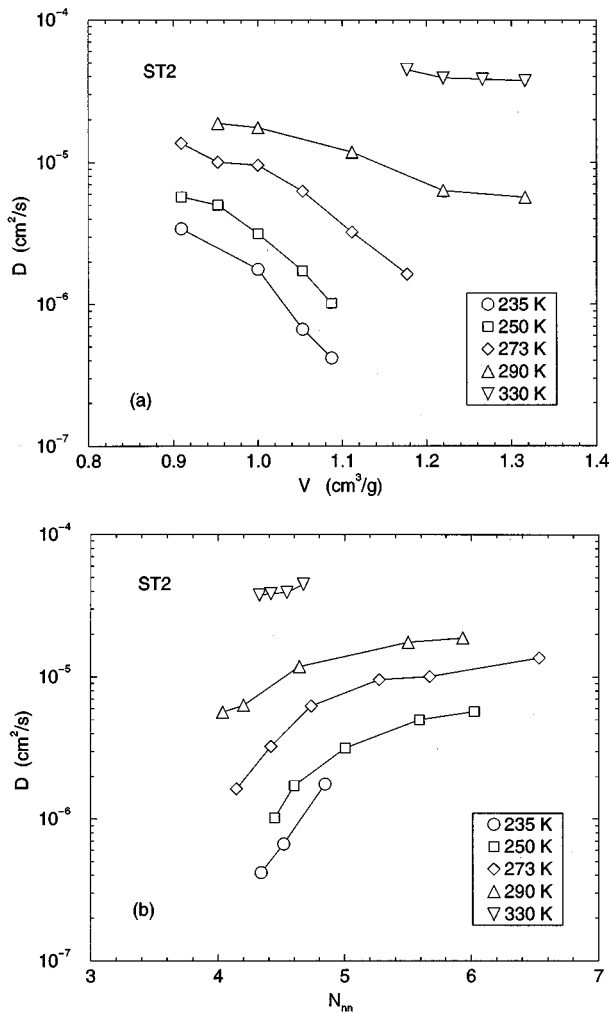 10⁻⁴
ST2
10⁻⁵
D (cm²/s)
10⁻⁶
235 K
250 K
273 K
290 K
330 K
(a)
10⁻⁷
0.8 0.9 1.0 1.1 1.2 1.3 1.4
V (cm³/g)
10⁻⁴
ST2
10⁻⁵
D (cm²/s)
10⁻⁶
235 K
250 K
273 K
290 K
330 K
(b)
10⁻⁷
3 4 5 6 7
Nₙₙ